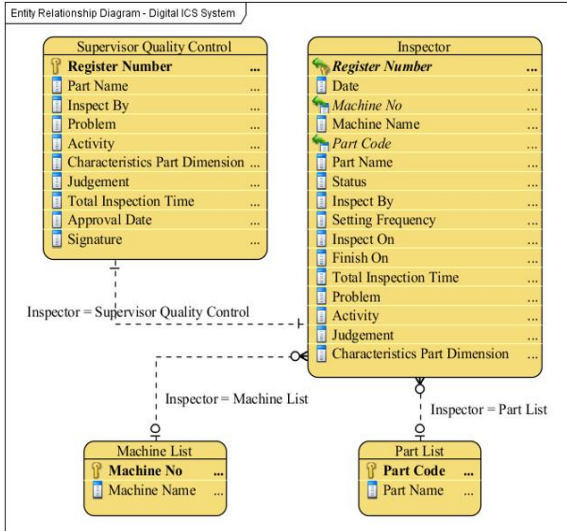 Entity Relationship Diagram - Digital ICS System
Supervisor Quality Control
Register Number ...
Part Name ...
Inspect By ...
Problem ...
Activity ...
Characteristics Part Dimension ...
Judgement ...
Total Inspection Time ...
Approval Date ...
Signature ...
Inspector
Register Number ...
Date ...
Machine No ...
Machine Name ...
Part Code ...
Part Name ...
Status ...
Inspect By ...
Setting Frequency ...
Inspect On ...
Finish On ...
Total Inspection Time ...
Problem ...
Activity ...
Judgement ...
Characteristics Part Dimension ...
Inspector = Supervisor Quality Control
Inspector = Machine List
Inspector = Part List
Machine List
Machine No ...
Machine Name ...
Part List
Part Code ...
Part Name ...